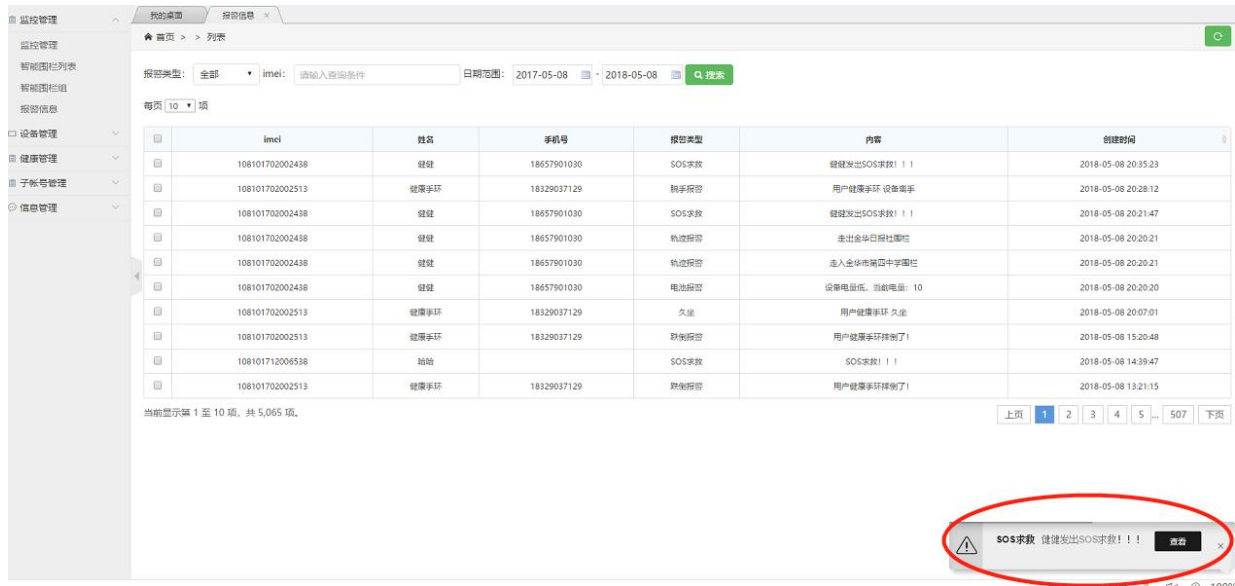 监控管理
监控管理
智能围栏列表
智能围栏组
报警信息
设备管理
健康管理
子帐号管理
信息管理
我的桌面 报警信息 ×
首页 > > 列表
报警类型： 全部 imei： 请输入查询条件 日期范围： 2017-05-08 - 2018-05-08 搜索
每页 10 项
imei 姓名 手机号 报警类型 内容 创建时间
108101702002438 健健 18657901030 SOS求救 健健发出SOS求救！！！ 2018-05-08 20:35:23
108101702002513 健康手环 18329037129 脱手报警 用户健康手环 设备离手 2018-05-08 20:28:12
108101702002438 健健 18657901030 SOS求救 健健发出SOS求救！！！ 2018-05-08 20:21:47
108101702002438 健健 18657901030 轨迹报警 走出金华日报社围栏 2018-05-08 20:20:21
108101702002438 健健 18657901030 轨迹报警 走入金华市第四中学围栏 2018-05-08 20:20:21
108101702002438 健健 18657901030 电池报警 设备电量低，当前电量：10 2018-05-08 20:20:20
108101702002513 健康手环 18329037129 久坐 用户健康手环 久坐 2018-05-08 20:07:01
108101702002513 健康手环 18329037129 跌倒报警 用户健康手环摔倒了! 2018-05-08 15:20:48
108101712006538 哈哈 SOS求救 SOS求救！！！ 2018-05-08 14:39:47
108101702002513 健康手环 18329037129 跌倒报警 用户健康手环摔倒了! 2018-05-08 13:21:15
当前显示第 1 至 10 项，共 5,065 项。 上页 1 2 3 4 5 ... 507 下页
SOS求救 健健发出SOS求救！！！ 查看 ×